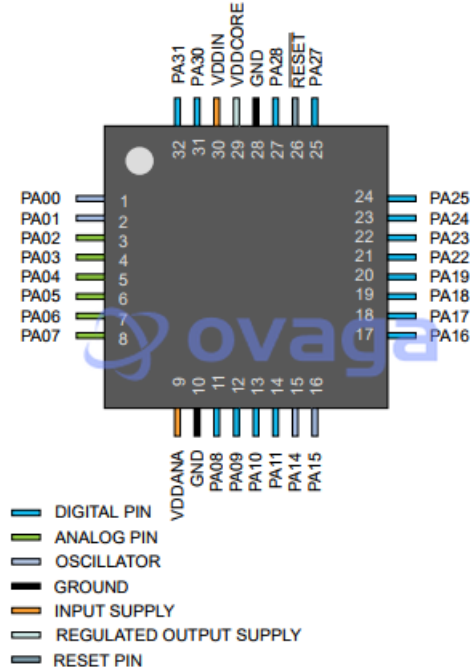 PA31
PA30
VDDIN
VDDCORE
GND
PA28
RESET
PA27
32
31
30
29
28
27
26
25
PA00 1
PA01 2
PA02 3
PA03 4
PA04 5
PA05 6
PA06 7
PA07 8
24 PA25
23 PA24
22 PA23
21 PA22
20 PA19
19 PA18
18 PA17
17 PA16
ovaga
9
10
11
12
13
14
15
16
VDDANA
GND
PA08
PA09
PA10
PA11
PA14
PA15
DIGITAL PIN
ANALOG PIN
OSCILLATOR
GROUND
INPUT SUPPLY
REGULATED OUTPUT SUPPLY
RESET PIN